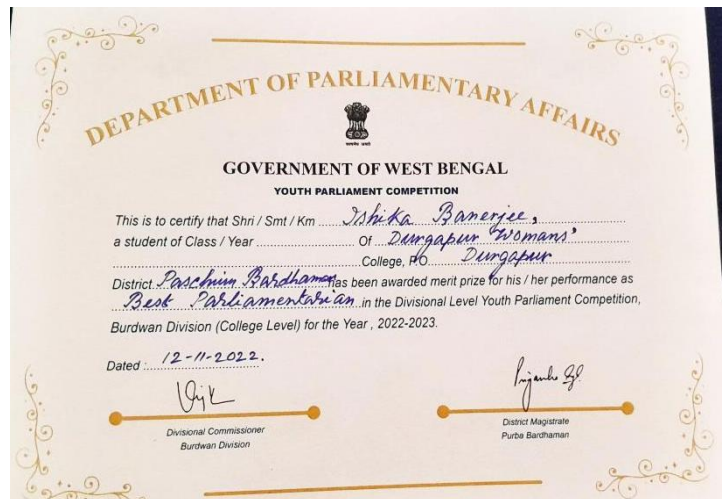 DEPARTMENT OF PARLIAMENTARY AFFAIRS
सत्यमेव जयते
GOVERNMENT OF WEST BENGAL
YOUTH PARLIAMENT COMPETITION
This is to certify that Shri / Smt / Km Ishika Banerjee,
a student of Class / Year Of Durgapur Womans'
College, P.O. Durgapur
District. Paschim Bardhaman has been awarded merit prize for his / her performance as
Best Parliamentarian in the Divisional Level Youth Parliament Competition,
Burdwan Division (College Level) for the Year , 2022-2023.
Dated : 12-11-2022.
Divisional Commissioner
Burdwan Division
District Magistrate
Purba Bardhaman